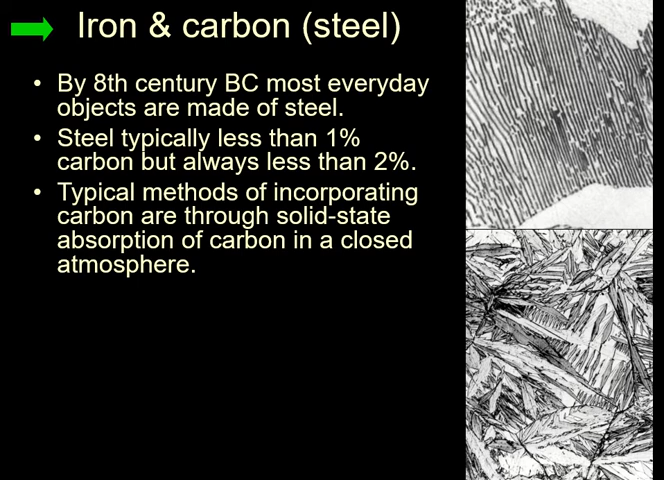 Iron & carbon (steel)
• By 8th century BC most everyday
objects are made of steel.
• Steel typically less than 1%
carbon but always less than 2%.
• Typical methods of incorporating
carbon are through solid-state
absorption of carbon in a closed
atmosphere.